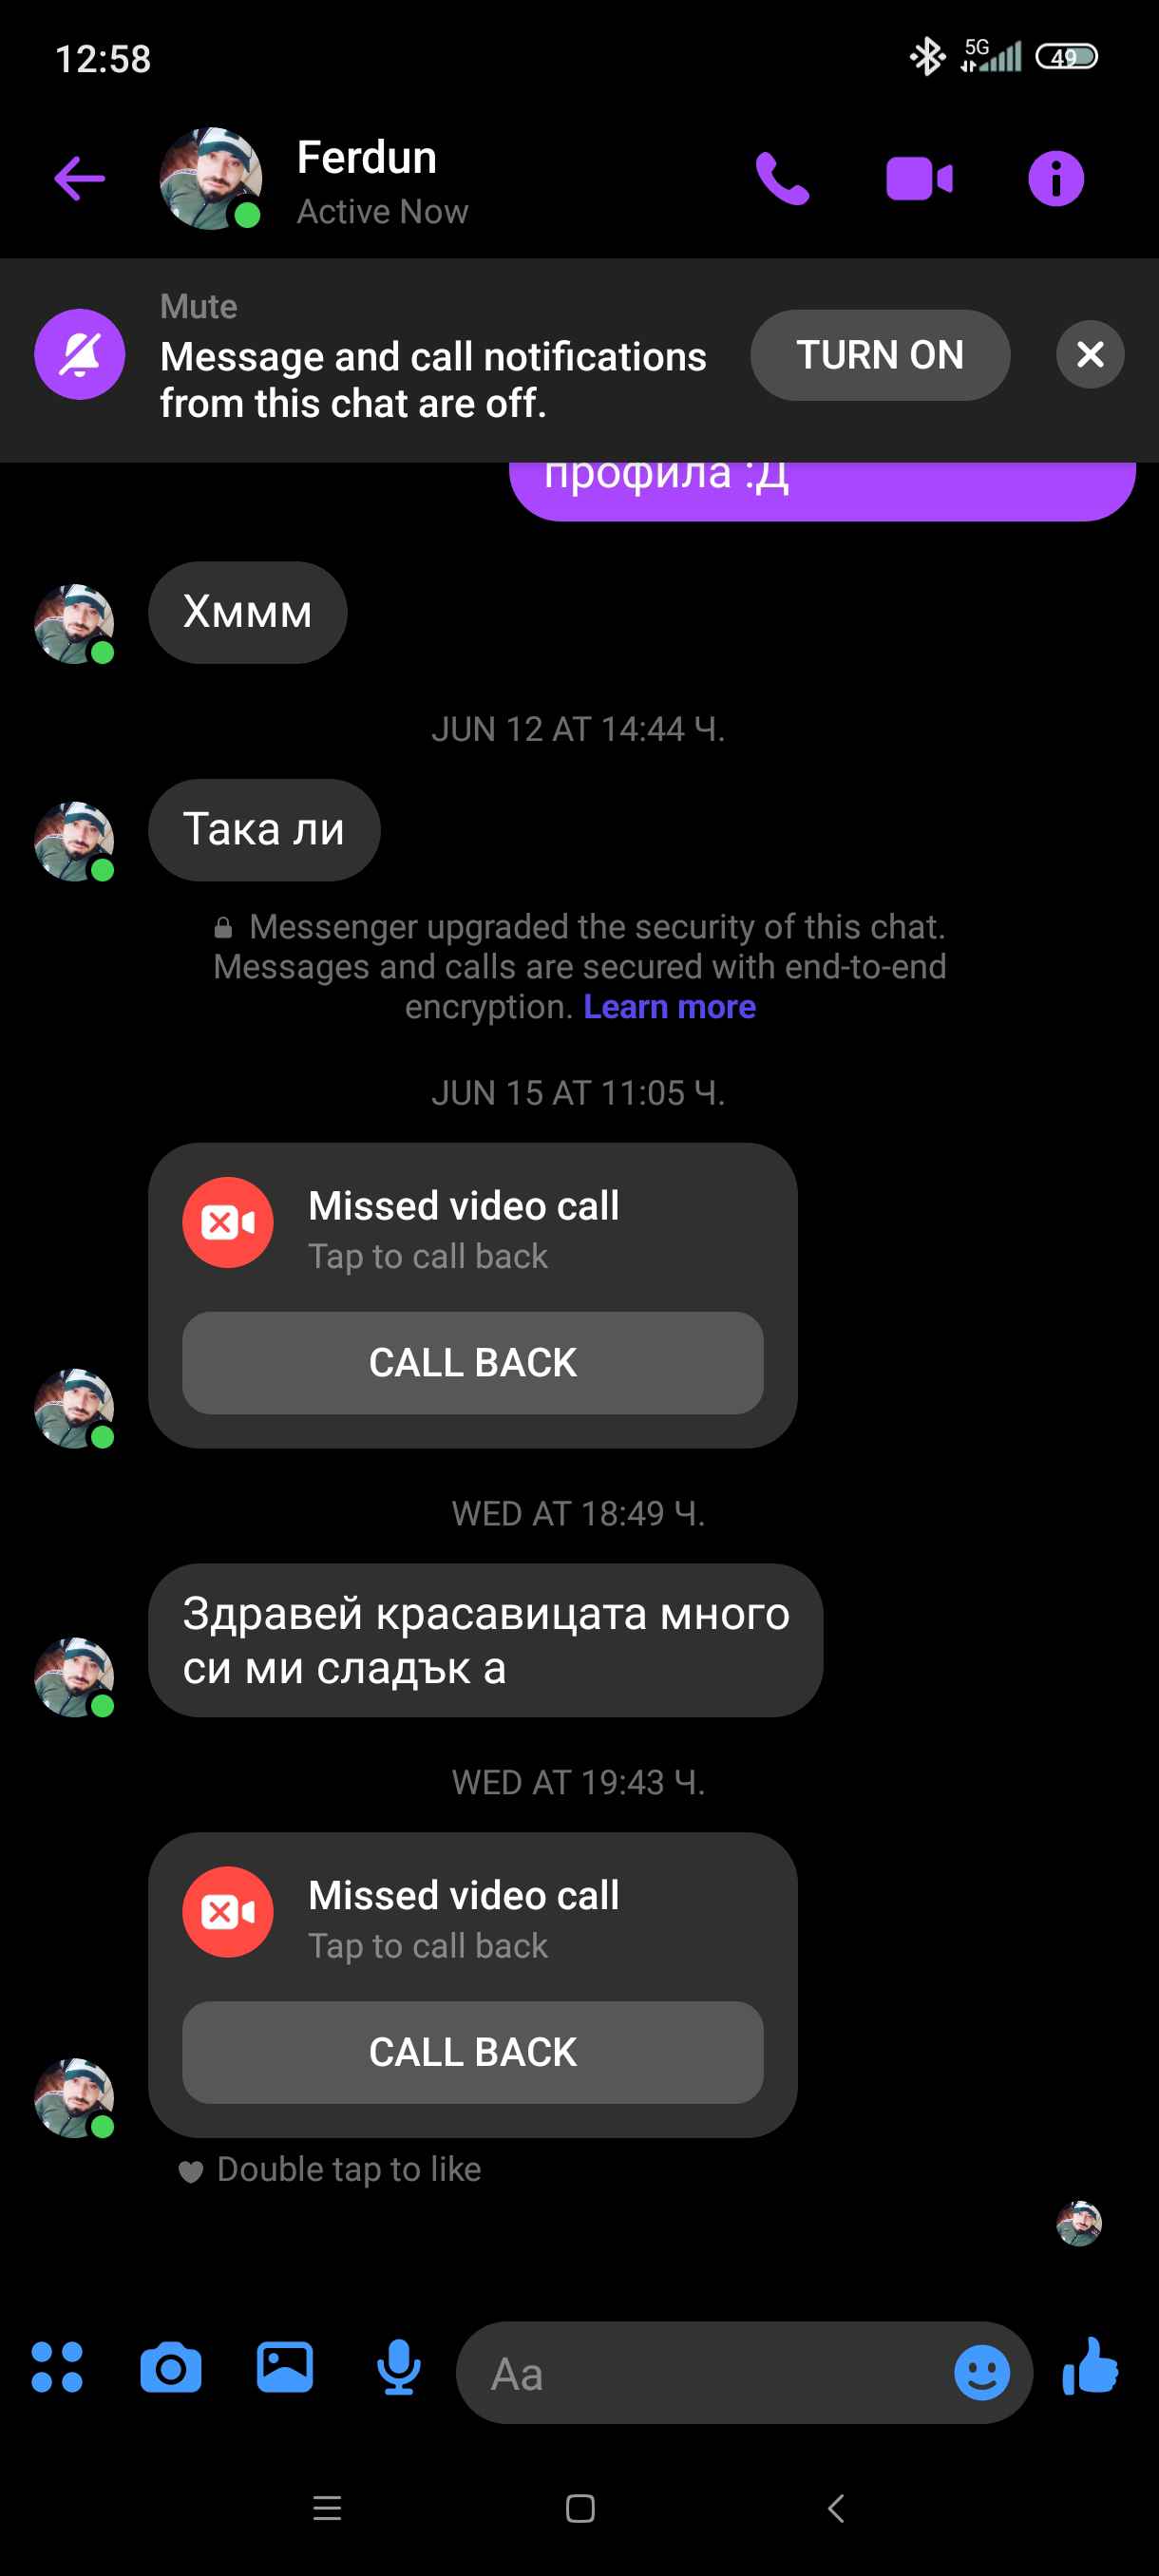 12:58
5G
49
Ferdun
Active Now
Mute
Message and call notifications
from this chat are off.
TURN ON
профила :Д
Хммм
JUN 12 AT 14:44 Ч.
Така ли
Messenger upgraded the security of this chat.
Messages and calls are secured with end-to-end
encryption. Learn more
JUN 15 AT 11:05 Ч.
Missed video call
Tap to call back
CALL BACK
WED AT 18:49 Ч.
Здравей красавицата много
си ми сладък а
WED AT 19:43 Ч.
Missed video call
Tap to call back
CALL BACK
Double tap to like
Aa